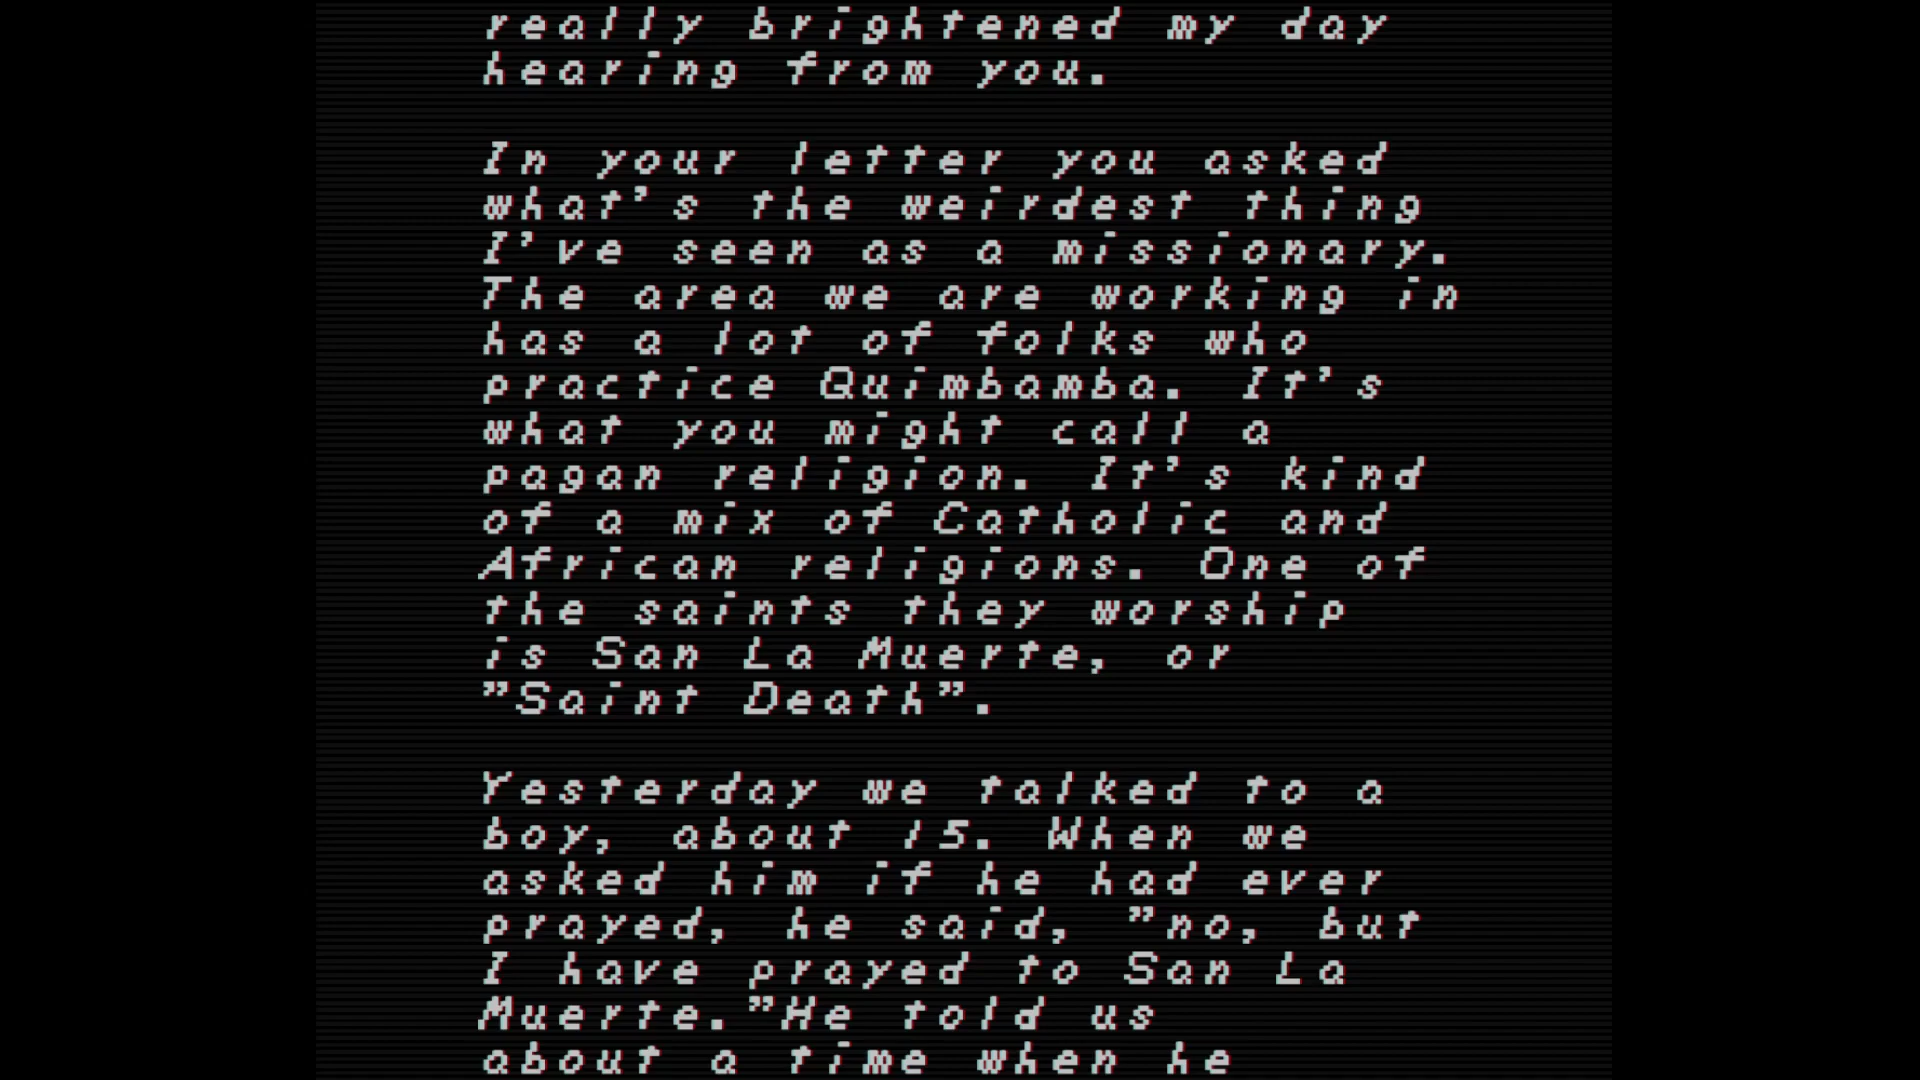 really brightened my day
hearing from you.
In your letter you asked
what's the weirdest thing
I've seen as a missionary.
The area we are working in
has a lot of folks who
practice Quimbamba. It's
what you might call a
pagan religion. It's kind
of a mix of Catholic and
African religions. One of
the saints they worship
is San La Muerte, or
"Saint Death".
Yesterday we talked to a
boy, about 15. When we
asked him if he had ever
prayed, he said, "no, but
I have prayed to San La
Muerte."He told us
about a time when he